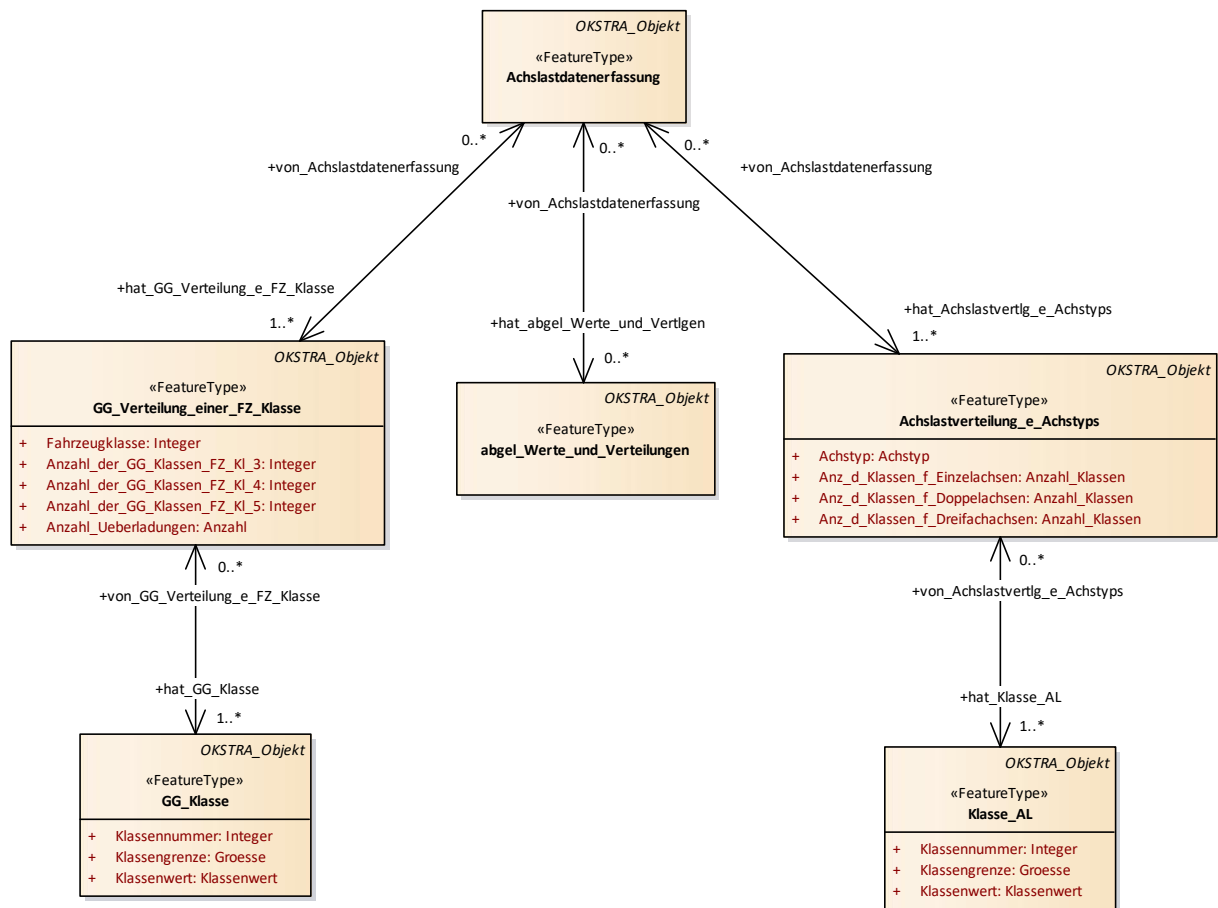 OKSTRA_Objekt
«FeatureType»
Achslastdatenerfassung
0..*
0..*
0..*
+von_Achslastdatenerfassung
+von_Achslastdatenerfassung
+von_Achslastdatenerfassung
+hat_GG_Verteilung_e_FZ_Klasse
1..*
+hat_abgel_Werte_und_Vertlgen
0..*
+hat_Achslastvertlg_e_Achstyps
1..*
OKSTRA_Objekt
«FeatureType»
GG_Verteilung_einer_FZ_Klasse
+ Fahrzeugklasse: Integer
+ Anzahl_der_GG_Klassen_FZ_Kl_3: Integer
+ Anzahl_der_GG_Klassen_FZ_Kl_4: Integer
+ Anzahl_der_GG_Klassen_FZ_Kl_5: Integer
+ Anzahl_Ueberladungen: Anzahl
OKSTRA_Objekt
«FeatureType»
abgel_Werte_und_Verteilungen
OKSTRA_Objekt
«FeatureType»
Achslastverteilung_e_Achstyps
+ Achstyp: Achstyp
+ Anz_d_Klassen_f_Einzelachsen: Anzahl_Klassen
+ Anz_d_Klassen_f_Doppelachsen: Anzahl_Klassen
+ Anz_d_Klassen_f_Dreifachachsen: Anzahl_Klassen
0..*
+von_GG_Verteilung_e_FZ_Klasse
+hat_GG_Klasse
1..*
0..*
+von_Achslastvertlg_e_Achstyps
+hat_Klasse_AL
1..*
OKSTRA_Objekt
«FeatureType»
GG_Klasse
+ Klassennummer: Integer
+ Klassengrenze: Groesse
+ Klassenwert: Klassenwert
OKSTRA_Objekt
«FeatureType»
Klasse_AL
+ Klassennummer: Integer
+ Klassengrenze: Groesse
+ Klassenwert: Klassenwert